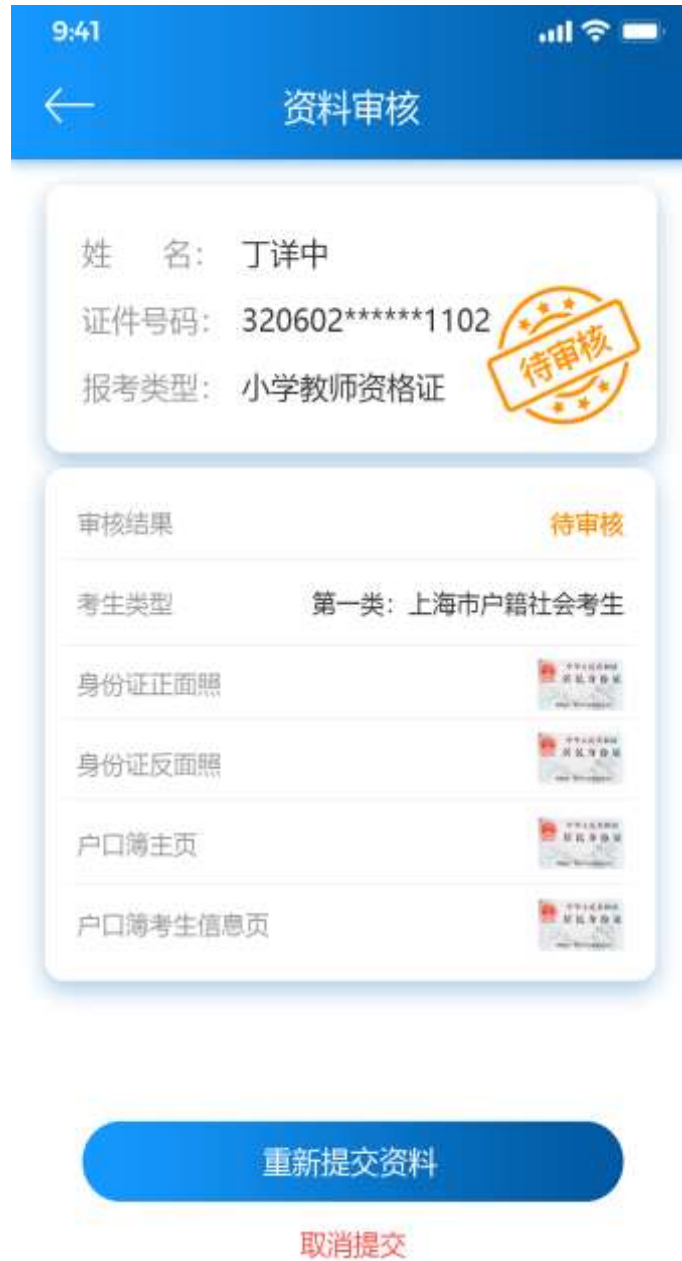 9:41
资料审核
姓 名: 丁详中
证件号码: 320602******1102
报考类型: 小学教师资格证
待审核
审核结果 待审核
考生类型 第一类：上海市户籍社会考生
身份证正面照
身份证反面照
户口簿主页
户口簿考生信息页
重新提交资料
取消提交